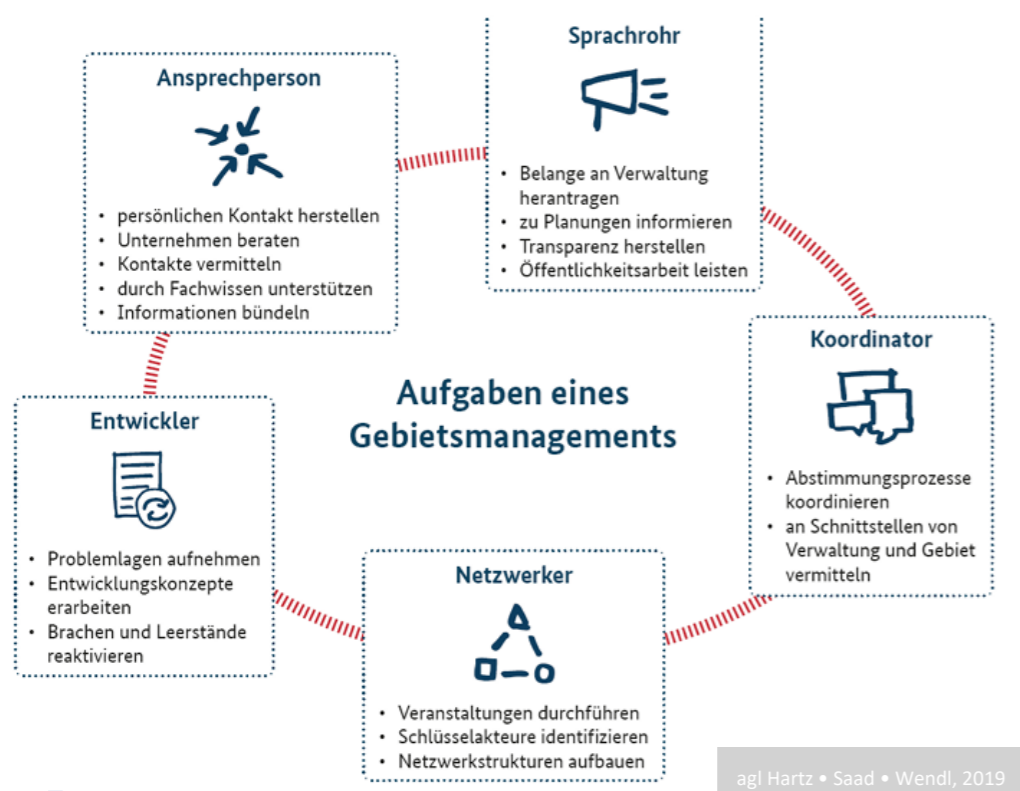 Ansprechperson
• persönlichen Kontakt herstellen
• Unternehmen beraten
• Kontakte vermitteln
• durch Fachwissen unterstützen
• Informationen bündeln
Sprachrohr
• Belange an Verwaltung
herantragen
• zu Planungen informieren
• Transparenz herstellen
• Öffentlichkeitsarbeit leisten
Aufgaben eines
Gebietsmanagements
Koordinator
• Abstimmungsprozesse
koordinieren
• an Schnittstellen von
Verwaltung und Gebiet
vermitteln
Entwickler
• Problemlagen aufnehmen
• Entwicklungskonzepte
erarbeiten
• Brachen und Leerstände
reaktivieren
Netzwerker
• Veranstaltungen durchführen
• Schlüsselakteure identifizieren
• Netzwerkstrukturen aufbauen
agl Hartz • Saad • Wendl, 2019